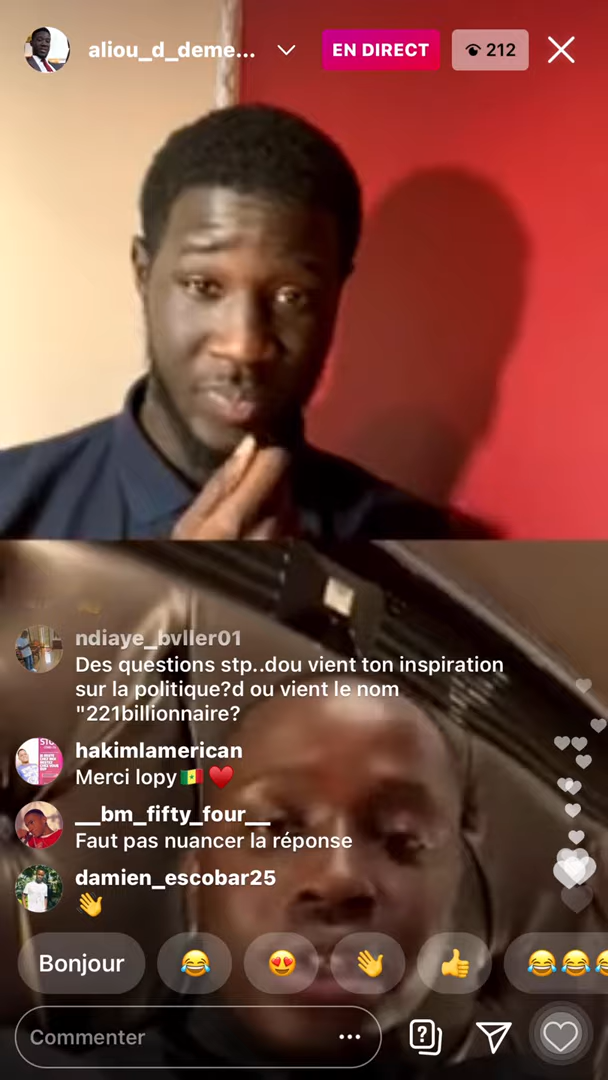 aliou_d_deme...
EN DIRECT
212
ndiaye_bvller01
Des questions stp..dou vient ton inspiration
sur la politique?d ou vient le nom
"221billionnaire?
hakimlamerican
Merci lopy🇸🇳♥️
__bm_fifty_four__
Faut pas nuancer la réponse
damien_escobar25
👋
Bonjour 😂 😍 👋 👍 😂😂😂
Commenter